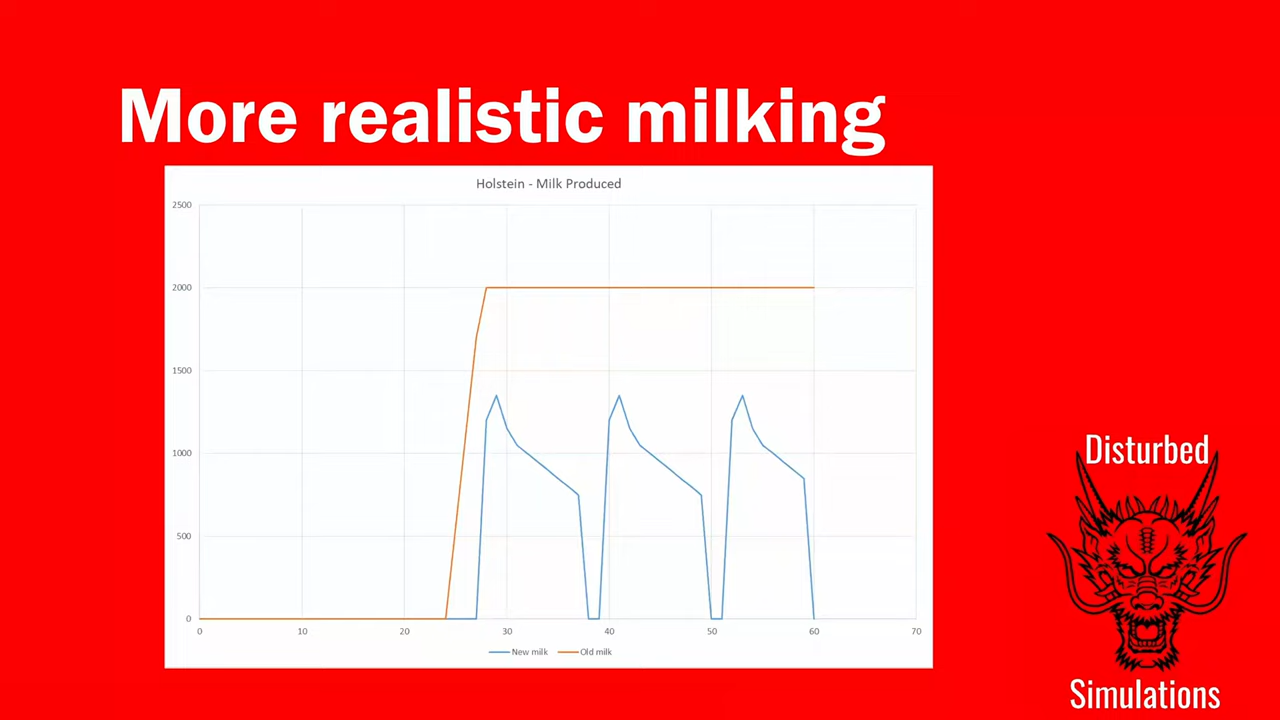 More realistic milking
Holstein - Milk Produced
2500
2000
1500
1000
500
0
0 10 20 30 40 50 60 70
New milk Old milk
Disturbed
Simulations